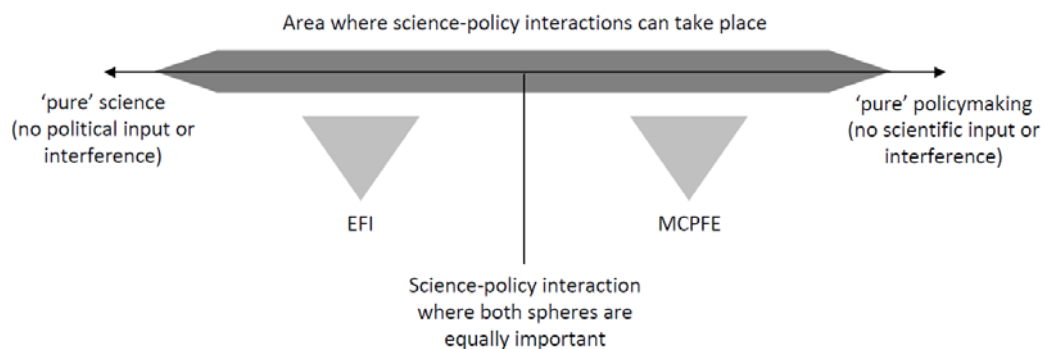 Area where science-policy interactions can take place
'pure' science
(no political input or
interference)
'pure' policymaking
(no scientific input or
interference)
EFI
MCPFE
Science-policy interaction
where both spheres are
equally important